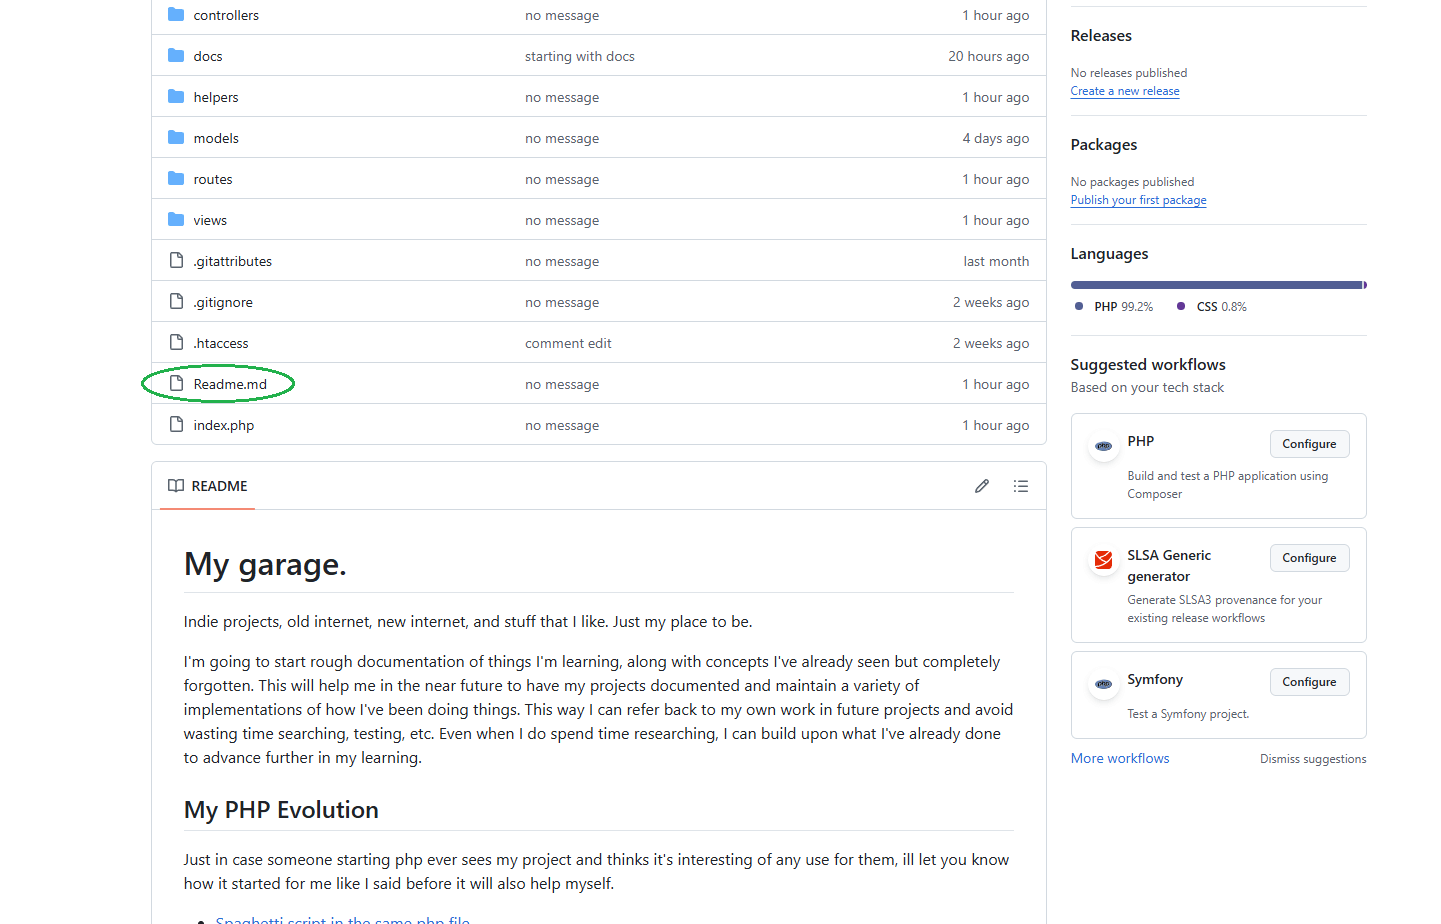 controllers no message 1 hour ago
docs starting with docs 20 hours ago
helpers no message 1 hour ago
models no message 4 days ago
routes no message 1 hour ago
views no message 1 hour ago
.gitattributes no message last month
.gitignore no message 2 weeks ago
.htaccess comment edit 2 weeks ago
Readme.md no message 1 hour ago
index.php no message 1 hour ago
README
My garage.
Indie projects, old internet, new internet, and stuff that I like. Just my place to be.
I'm going to start rough documentation of things I'm learning, along with concepts I've already seen but completely
forgotten. This will help me in the near future to have my projects documented and maintain a variety of
implementations of how I've been doing things. This way I can refer back to my own work in future projects and avoid
wasting time searching, testing, etc. Even when I do spend time researching, I can build upon what I've already done
to advance further in my learning.
My PHP Evolution
Just in case someone starting php ever sees my project and thinks it's interesting of any use for them, ill let you know
how it started for me like I said before it will also help myself.
Spaghetti script in the same php file
Releases
No releases published
Create a new release
Packages
No packages published
Publish your first package
Languages
PHP 99.2% CSS 0.8%
Suggested workflows
Based on your tech stack
php
PHP
Configure
Build and test a PHP application using
Composer
SLSA Generic
generator
Configure
Generate SLSA3 provenance for your
existing release workflows
php
Symfony
Configure
Test a Symfony project.
More workflows
Dismiss suggestions